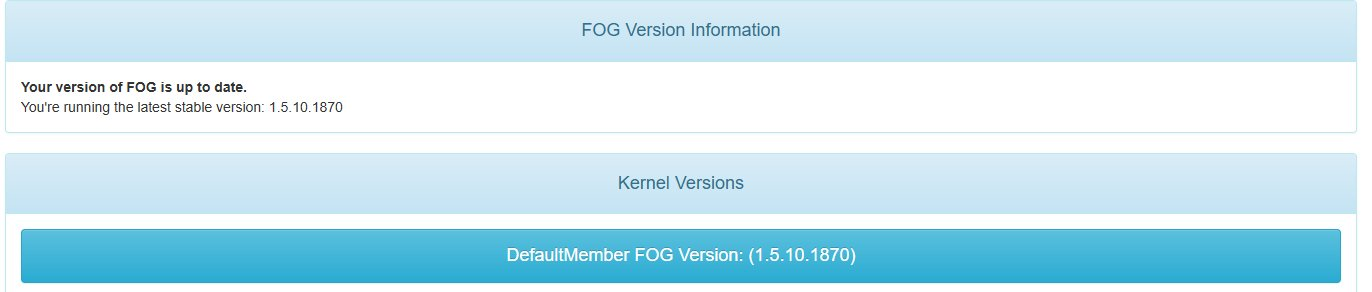 FOG Version Information
Your version of FOG is up to date.
You're running the latest stable version: 1.5.10.1870
Kernel Versions
DefaultMember FOG Version: (1.5.10.1870)